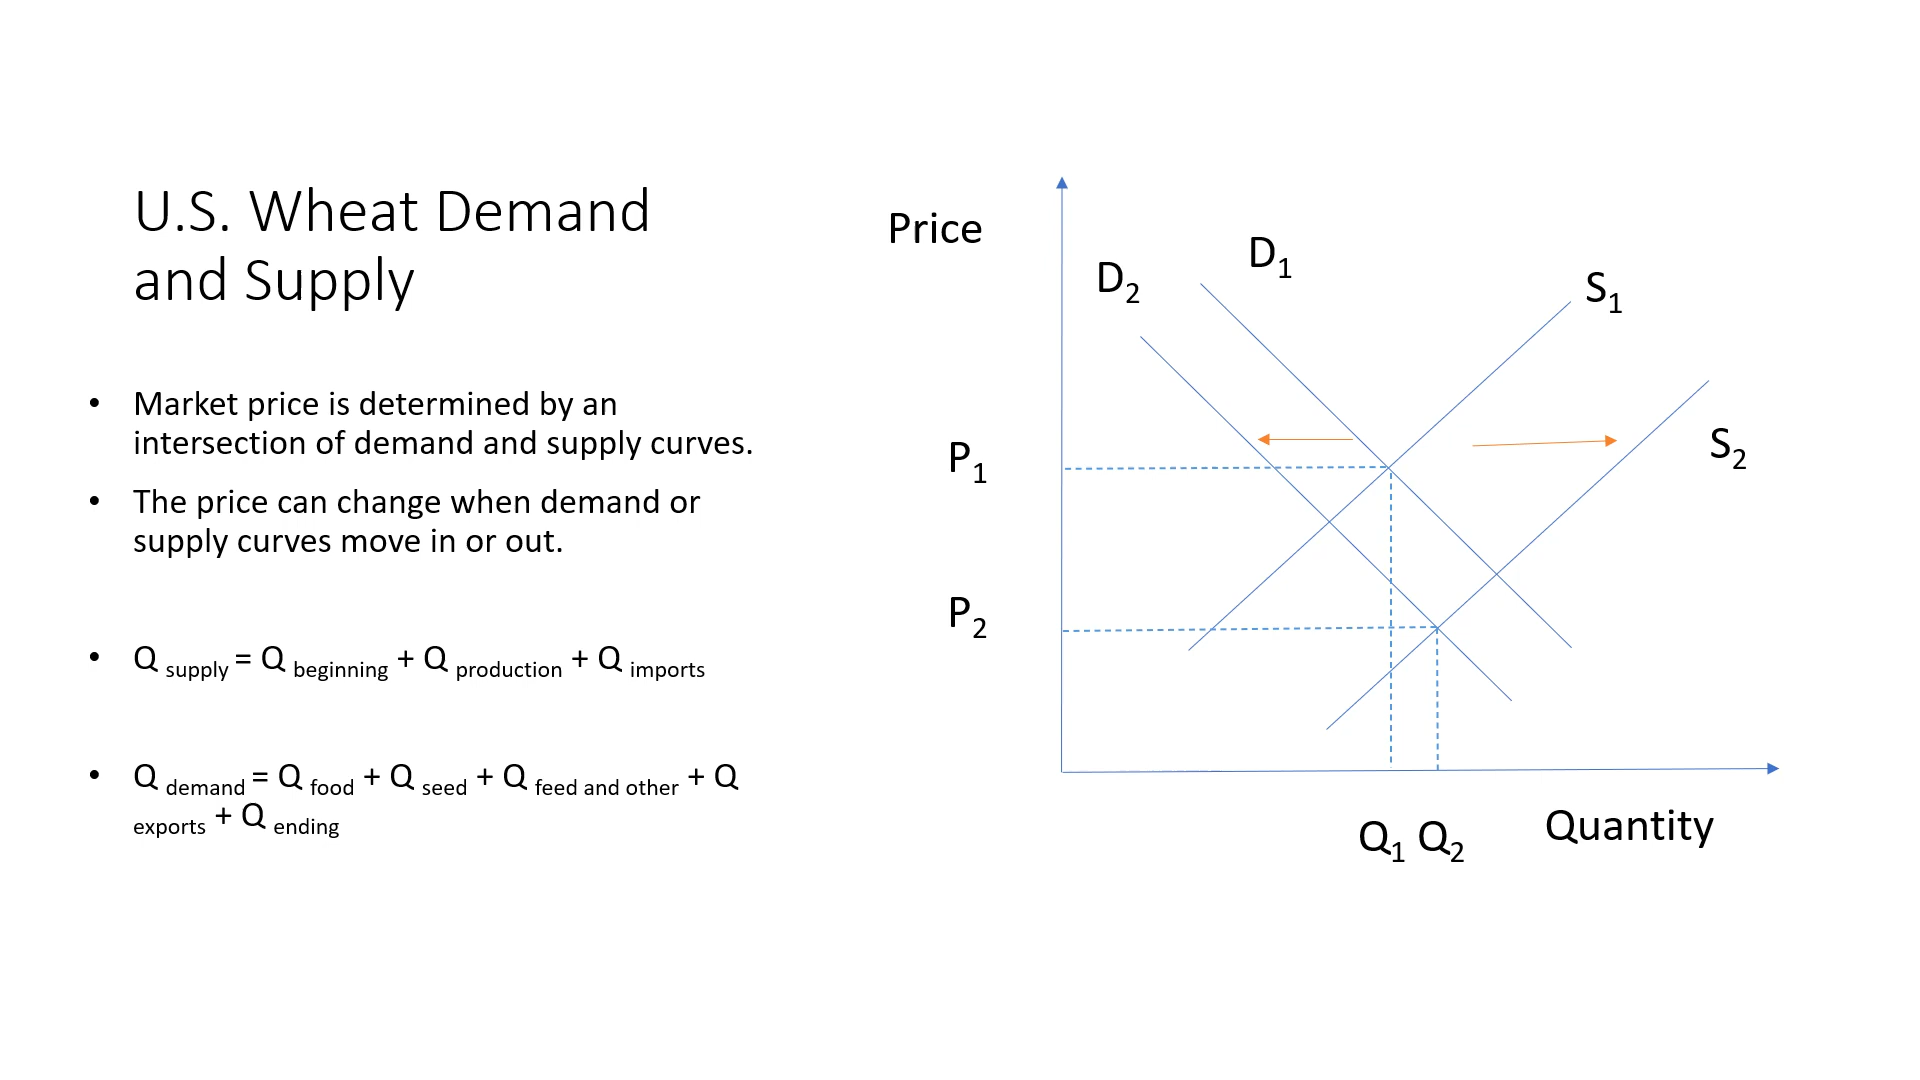 U.S. Wheat Demand
and Supply
• Market price is determined by an
intersection of demand and supply curves.
• The price can change when demand or
supply curves move in or out.
• Q supply = Q beginning + Q production + Q imports
• Q demand = Q food + Q seed + Q feed and other + Q
exports + Q ending
Price
D1
D2
S1
S2
P1
P2
Q1 Q2
Quantity